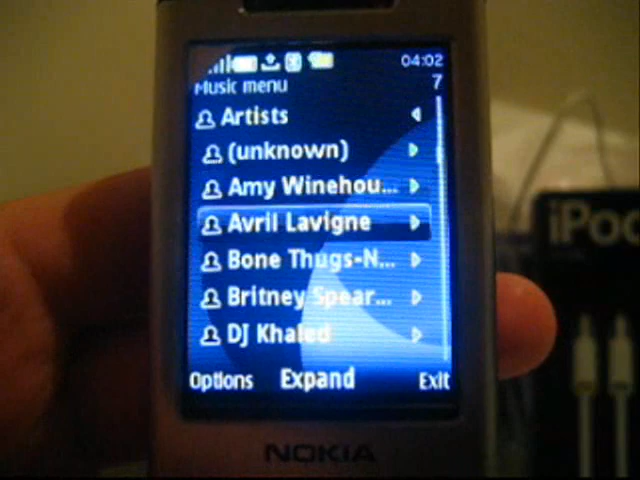 04:02
Music menu
7
Artists
(unknown)
Amy Winehou...
Avril Lavigne
Bone Thugs-N...
Britney Spear...
DJ Khaled
Options Expand Exit
NOKIA
iPod